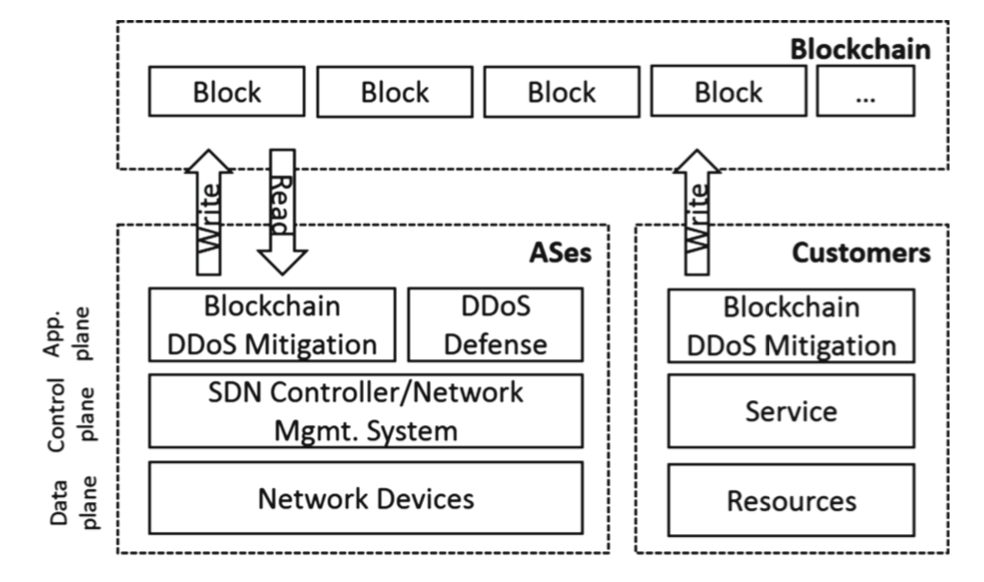 Blockchain
Block
Block
Block
Block
...
Write
Read
Write
ASes
Customers
App.
plane
Blockchain
DDoS Mitigation
DDoS
Defense
Blockchain
DDoS Mitigation
Control
plane
SDN Controller/Network
Mgmt. System
Service
Data
plane
Network Devices
Resources